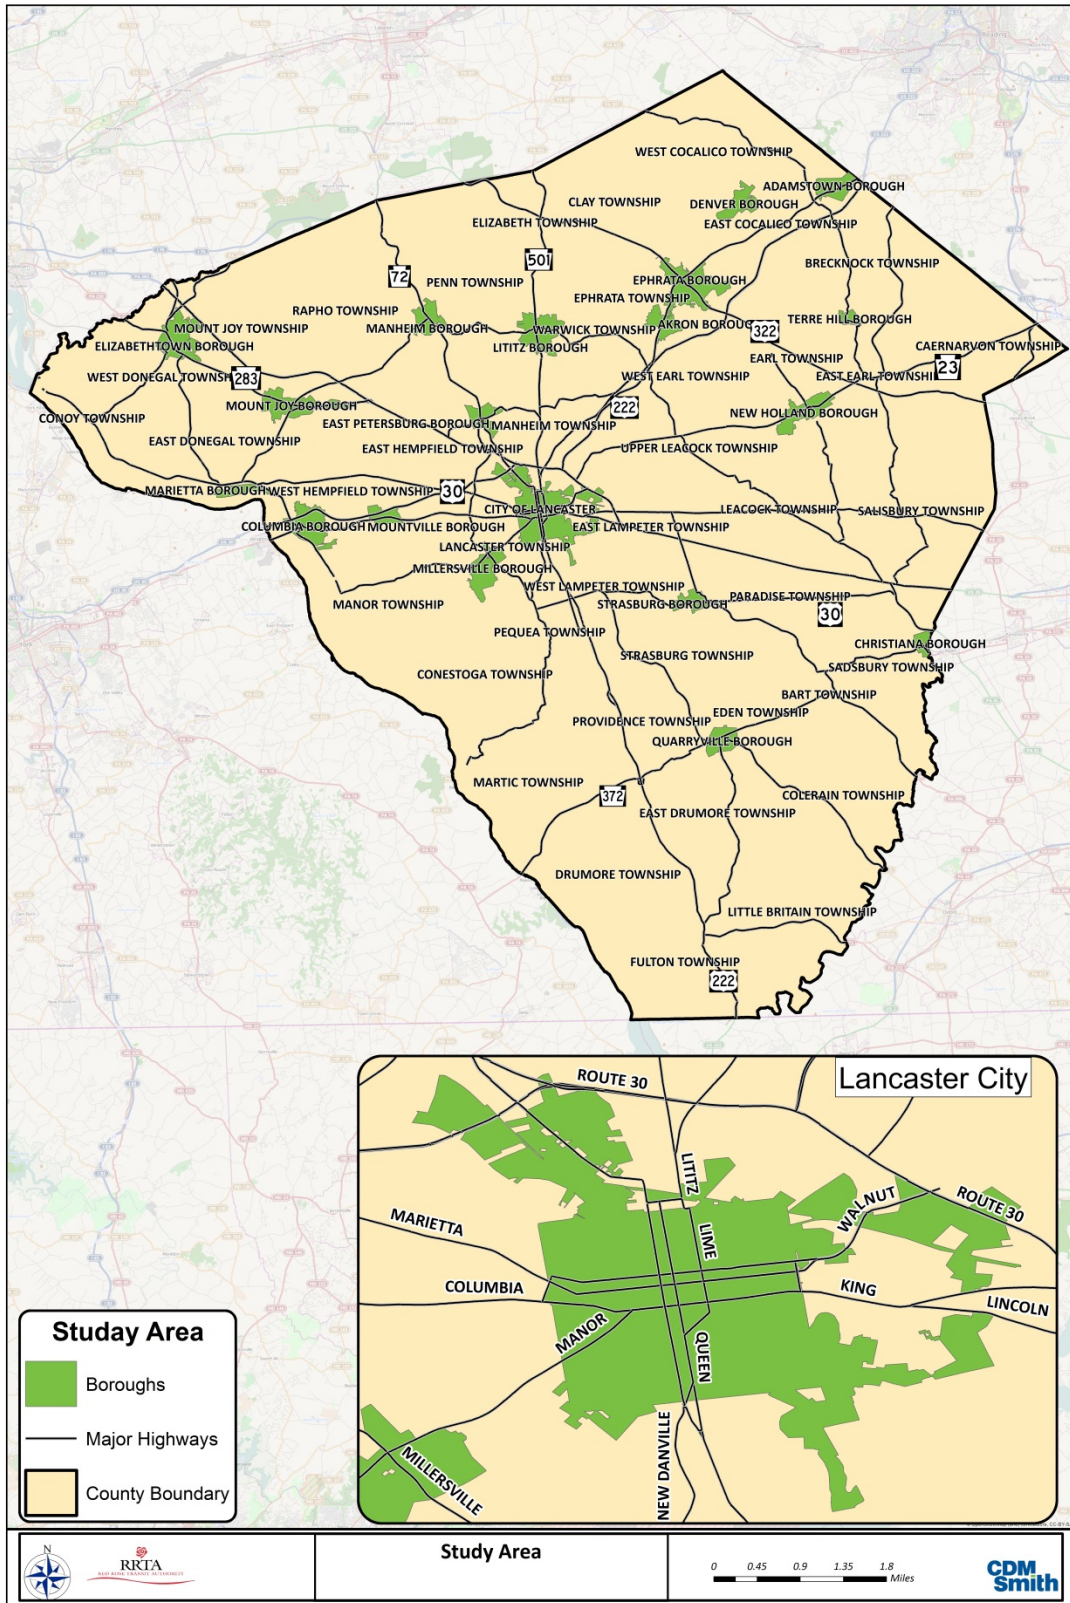 WEST COCALICO TOWNSHIP
ADAMSTOWN BOROUGH
CLAY TOWNSHIP
DENVER BOROUGH
ELIZABETH TOWNSHIP
EAST COCALICO TOWNSHIP
501
BRECKNOCK TOWNSHIP
72
PENN TOWNSHIP
EPHRATA BOROUGH
EPHRATA TOWNSHIP
RAPHO TOWNSHIP
MOUNT JOY TOWNSHIP
MANHEIM BOROUGH
WARWICK TOWNSHIP
AKRON BOROUGH
322
TERRE HILL BOROUGH
ELIZABETHTOWN BOROUGH
LITITZ BOROUGH
CAERNARVON TOWNSHIP
EARL TOWNSHIP
23
WEST DONEGAL TOWNSHIP
283
WEST EARL TOWNSHIP
EAST EARL TOWNSHIP
MOUNT JOY BOROUGH
222
NEW HOLLAND BOROUGH
CONOY TOWNSHIP
EAST PETERSBURG BOROUGH
MANHEIM TOWNSHIP
EAST DONEGAL TOWNSHIP
EAST HEMPFIELD TOWNSHIP
UPPER LEACOCK TOWNSHIP
MARIETTA BOROUGH
WEST HEMPFIELD TOWNSHIP
30
CITY OF LANCASTER
LEACOCK TOWNSHIP
SALISBURY TOWNSHIP
COLUMBIA BOROUGH
MOUNTVILLE BOROUGH
EAST LAMPETER TOWNSHIP
LANCASTER TOWNSHIP
MILLERSVILLE BOROUGH
WEST LAMPETER TOWNSHIP
PARADISE TOWNSHIP
MANOR TOWNSHIP
STRASBURG BOROUGH
30
PEQUEA TOWNSHIP
CHRISTIANA BOROUGH
STRASBURG TOWNSHIP
SADSBURY TOWNSHIP
CONESTOGA TOWNSHIP
BART TOWNSHIP
EDEN TOWNSHIP
PROVIDENCE TOWNSHIP
QUARRYVILLE BOROUGH
MARTIC TOWNSHIP
372
COLERAIN TOWNSHIP
EAST DRUMORE TOWNSHIP
DRUMORE TOWNSHIP
LITTLE BRITAIN TOWNSHIP
FULTON TOWNSHIP
222
Lancaster City
ROUTE 30
LITITZ
WALNUT
ROUTE 30
MARIETTA
LIME
COLUMBIA
KING
LINCOLN
MANOR
QUEEN
NEW DANVILLE
MILLERSVILLE
Studay Area
Boroughs
Major Highways
County Boundary
N
RRTA
RED ROSE TRANSIT AUTHORITY
Study Area
0 0.45 0.9 1.35 1.8
Miles
CDM
Smith